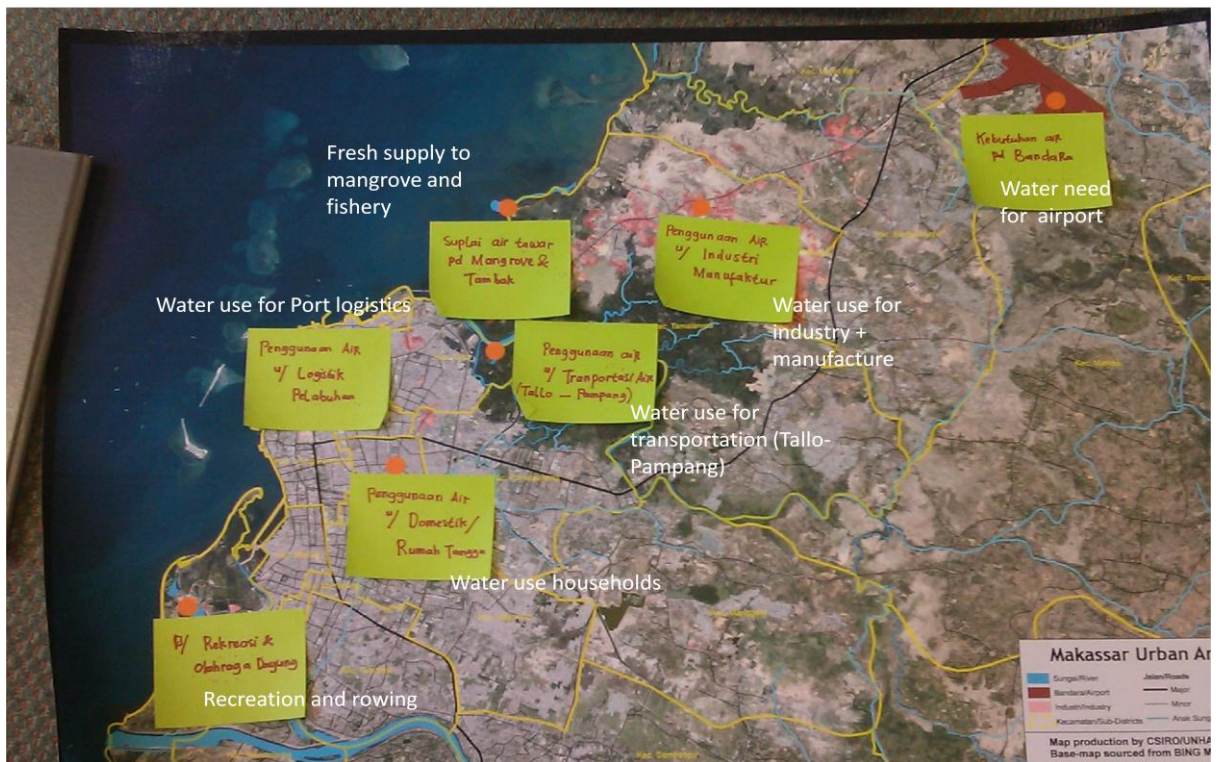 Fresh supply to
mangrove and
fishery
Kebutuhan air
pd Bandara
Water need
for airport
Suplai air tawar
pd Mangrove &
Tambak
Penggunaan Air
u/ Industri
Manufaktur
Water use for Port logistics
Water use for
industry +
manufacture
Penggunaan Air
u/ Logistik
Pelabuhan
Penggunaan air
u/ Tranportasi Air
(Tallo - Pampang)
Water use for
transportation (Tallo-
Pampang)
Penggunaan Air
u/ Domestik/
Rumah Tangga
Water use households
Rekreasi &
Olahraga Dayung
Recreation and rowing
Makassar Urban Ar
Sungai/River
Bandara/Airport
Industri/Industry
Kecamatan/Sub-Districts
Jalan/Roads
Major
Minor
Anak Sung
Map production by CSIRO/UNHA
Base-map sourced from BING M